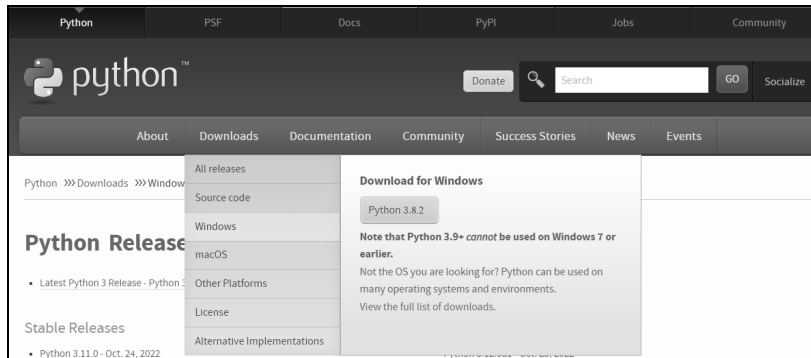 Python PSF Docs PyPI Jobs Community
python™
Donate Search GO Socialize
About Downloads Documentation Community Success Stories News Events
Python >>> Downloads >>> Window
All releases
Source code
Windows
macOS
Other Platforms
License
Alternative Implementations
Download for Windows
Python 3.8.2
Note that Python 3.9+ cannot be used on Windows 7 or
earlier.
Not the OS you are looking for? Python can be used on
many operating systems and environments.
View the full list of downloads.
Python Release
• Latest Python 3 Release - Python 3
Stable Releases
• Python 3.11.0 - Oct. 24, 2022